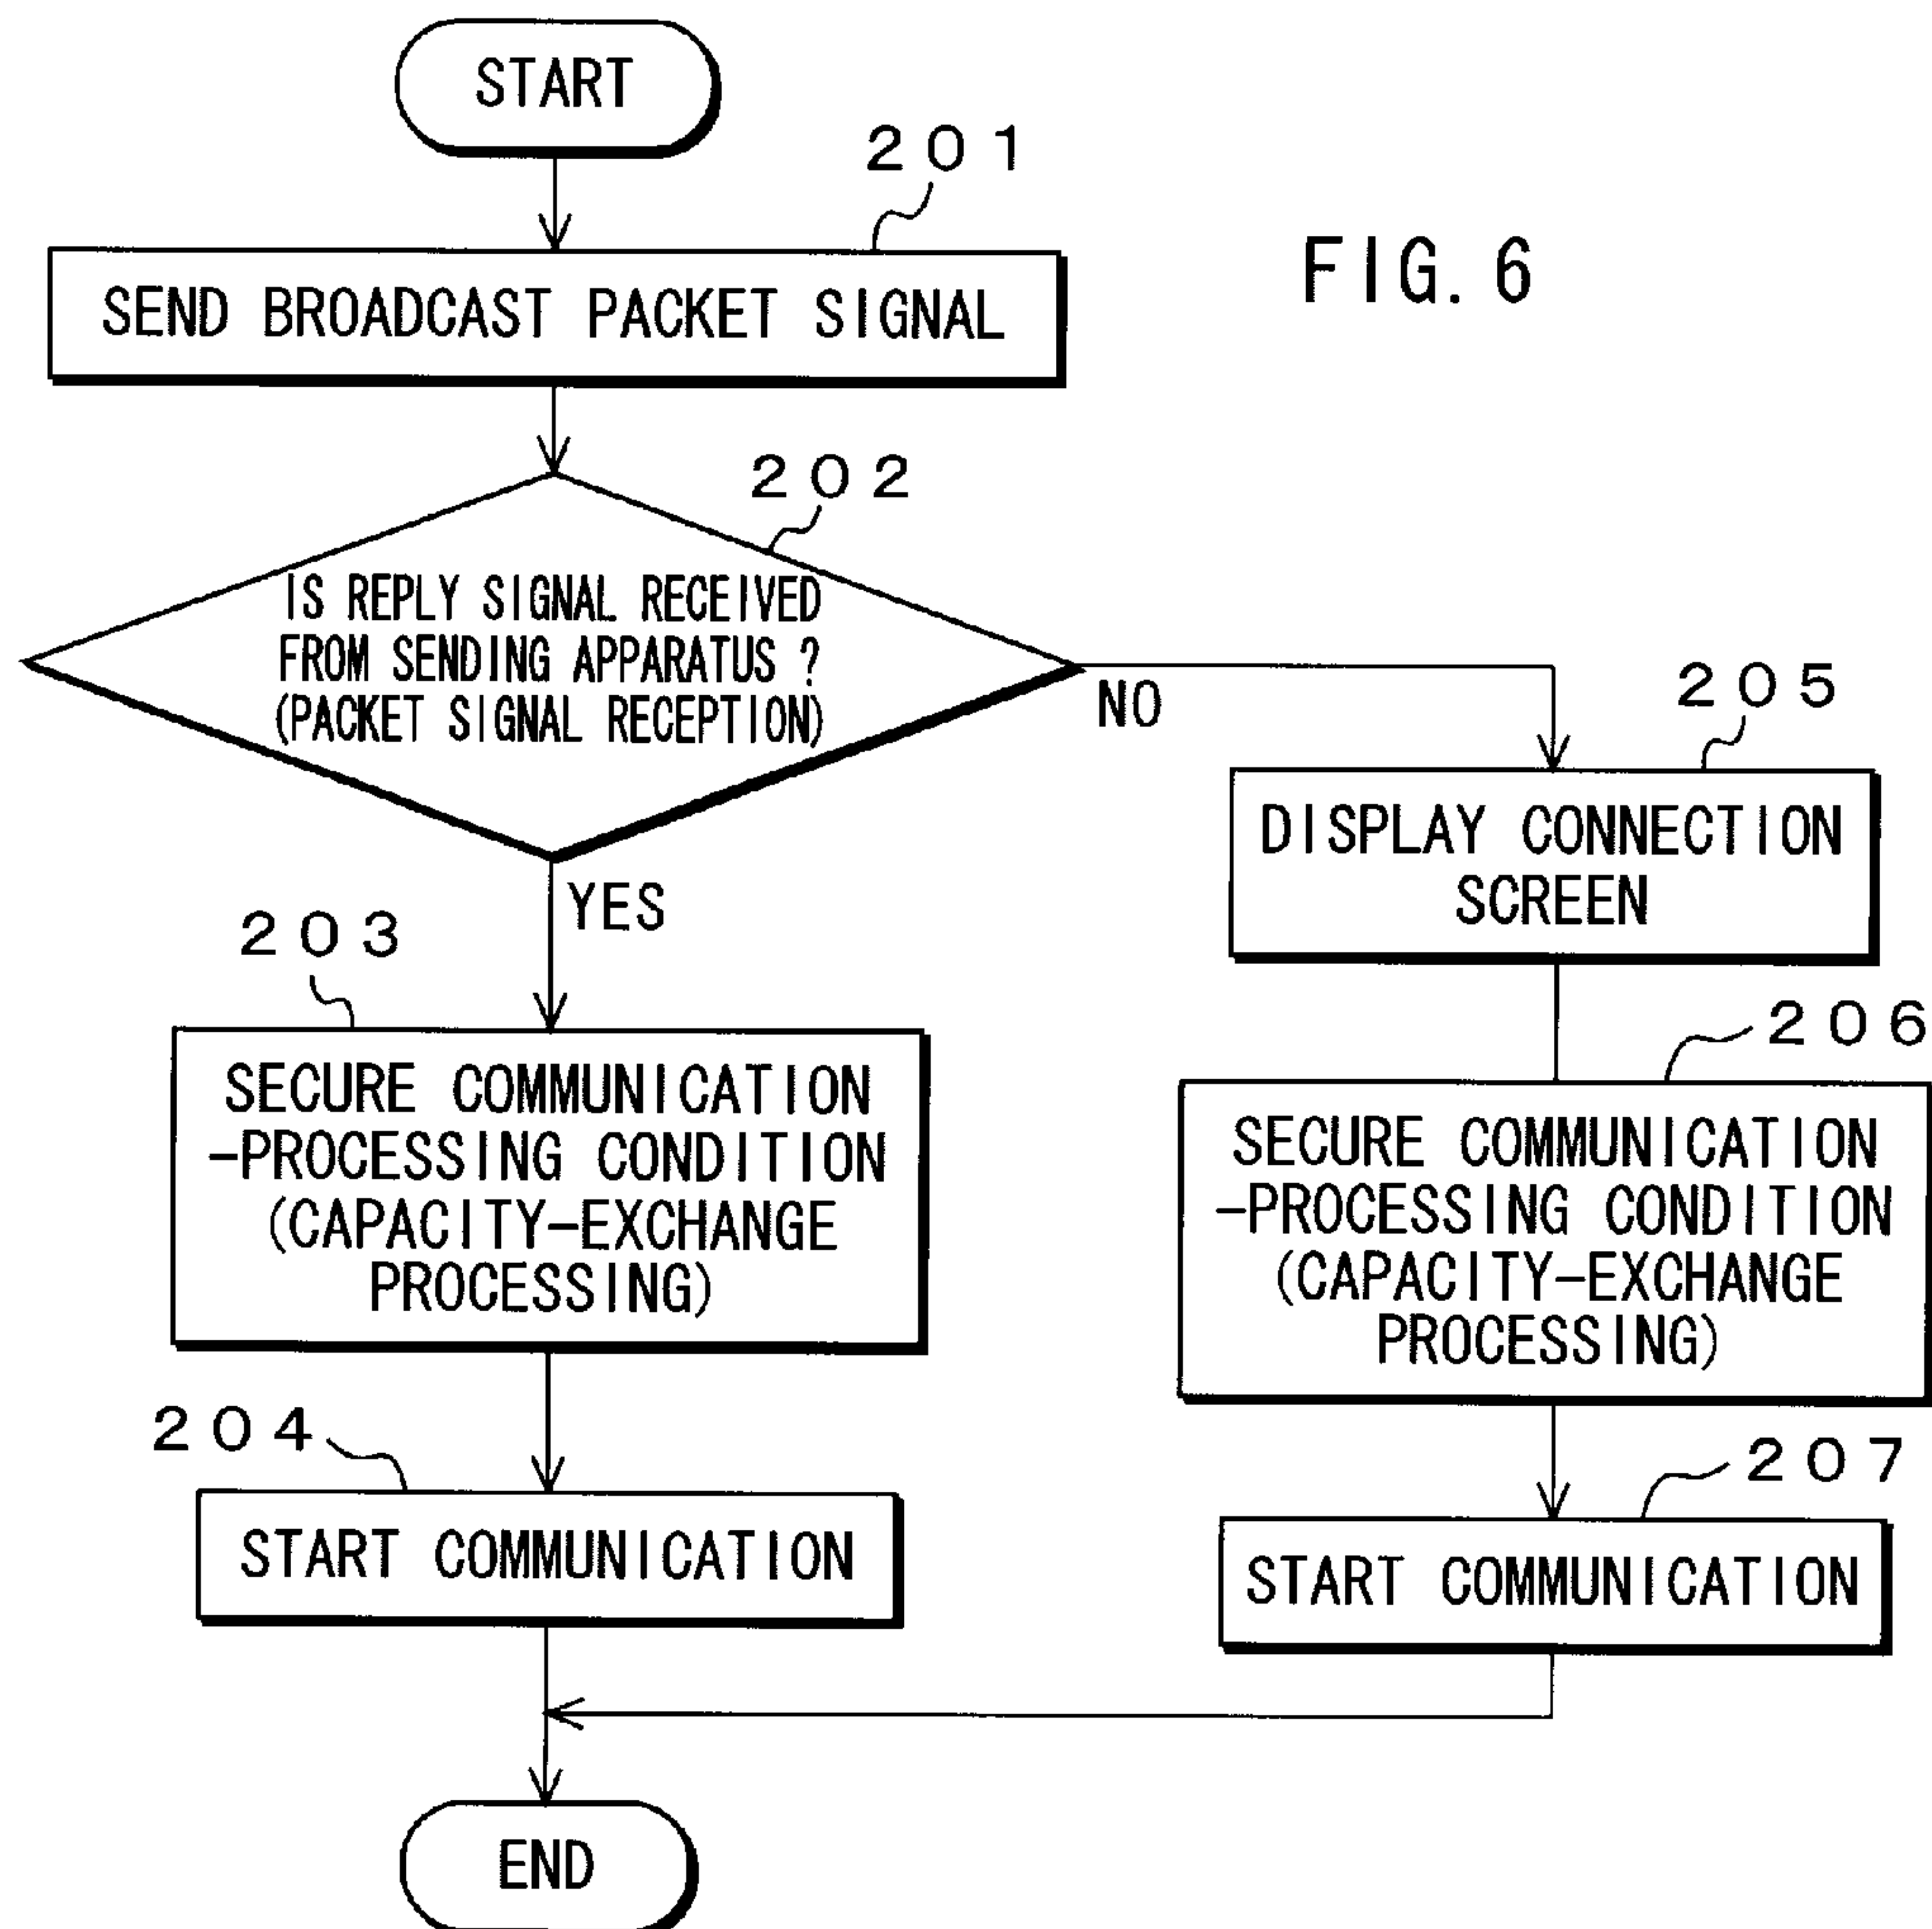 START
201
FIG. 6
SEND BROADCAST PACKET SIGNAL
202
IS REPLY SIGNAL RECEIVED
FROM SENDING APPARATUS ?
(PACKET SIGNAL RECEPTION)
NO
YES
203
SECURE COMMUNICATION
-PROCESSING CONDITION
(CAPACITY-EXCHANGE
PROCESSING)
204
START COMMUNICATION
205
DISPLAY CONNECTION
SCREEN
206
SECURE COMMUNICATION
-PROCESSING CONDITION
(CAPACITY-EXCHANGE
PROCESSING)
207
START COMMUNICATION
END